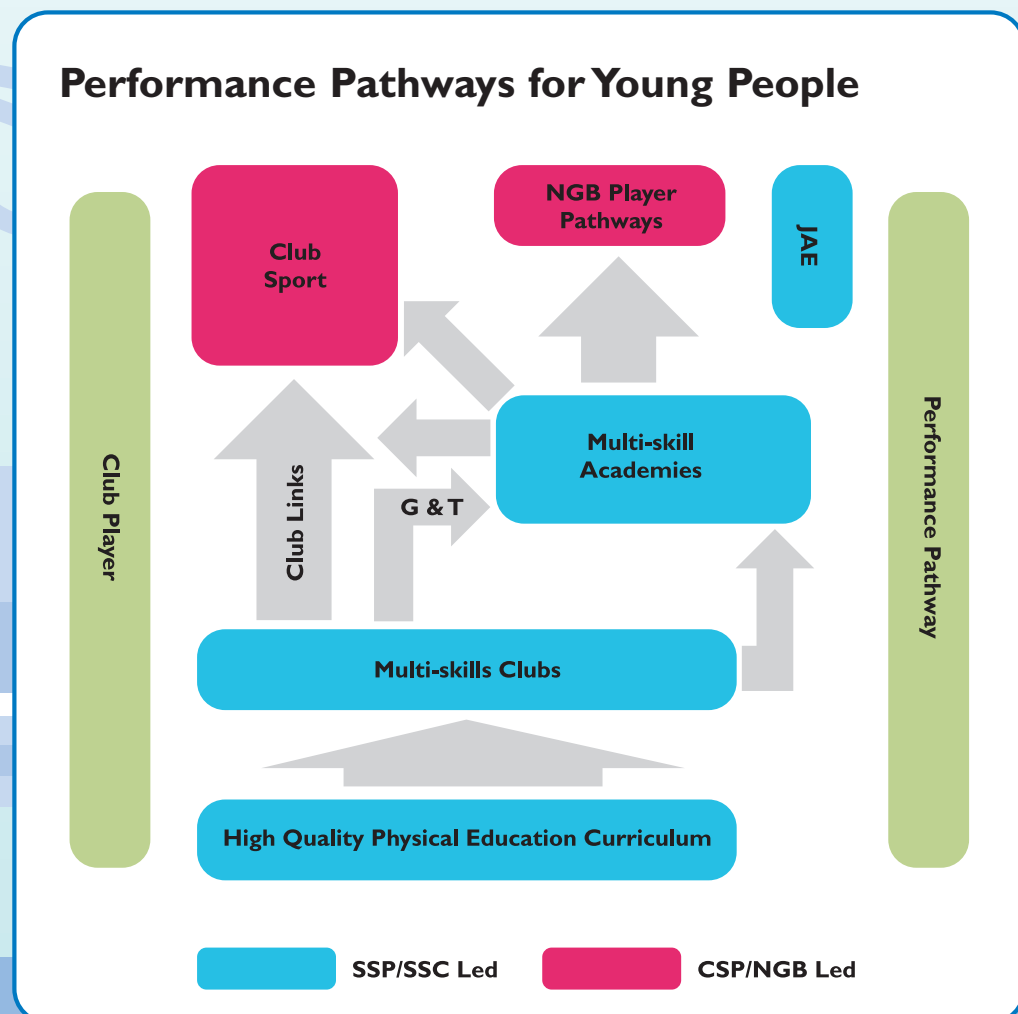 Performance Pathways for Young People
Club
Sport
NGB Player
Pathways
JAE
Multi-skill
Academies
Club Player
Club Links
G & T
Performance Pathway
Multi-skills Clubs
High Quality Physical Education Curriculum
SSP/SSC Led
CSP/NGB Led